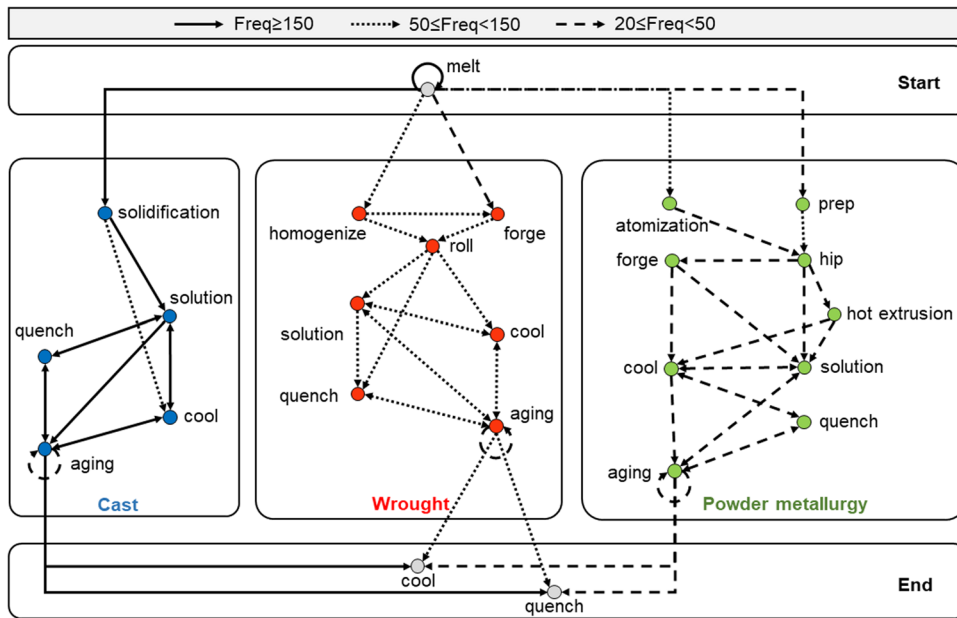 Freq≥150 50≤Freq<150 20≤Freq<50
melt
Start
solidification
homogenize
forge
roll
atomization
prep
forge
hip
solution
quench
cool
aging
Cast
solution
cool
quench
aging
Wrought
hot extrusion
cool
solution
quench
aging
Powder metallurgy
cool
quench
End